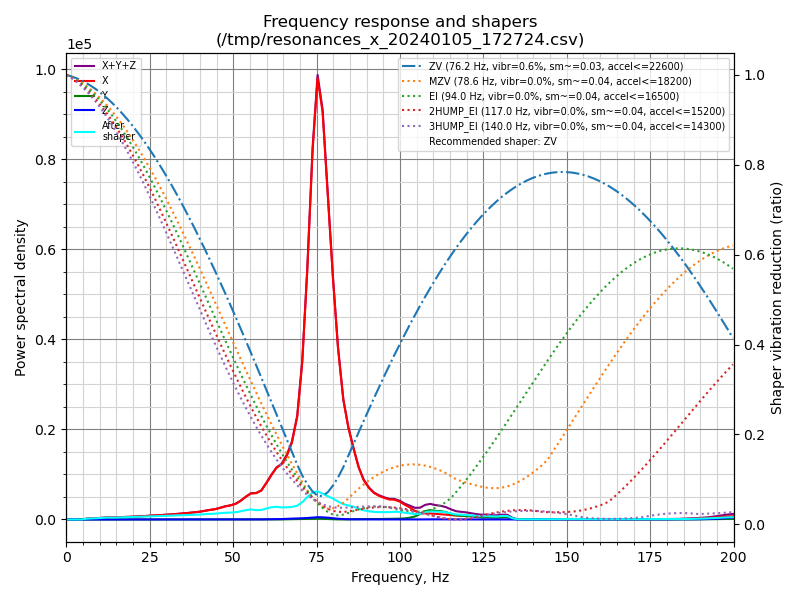 Frequency response and shapers
(/tmp/resonances_x_20240105_172724.csv)
1e5
X+Y+Z
X
Y
Z
After
shaper
ZV (76.2 Hz, vibr=0.6%, sm~=0.03, accel<=22600)
MZV (78.6 Hz, vibr=0.0%, sm~=0.04, accel<=18200)
EI (94.0 Hz, vibr=0.0%, sm~=0.04, accel<=16500)
2HUMP_EI (117.0 Hz, vibr=0.0%, sm~=0.04, accel<=15200)
3HUMP_EI (140.0 Hz, vibr=0.0%, sm~=0.04, accel<=14300)
Recommended shaper: ZV
Power spectral density
1.0
0.8
0.6
0.4
0.2
0.0
1.0
0.8
0.6
0.4
0.2
0.0
Shaper vibration reduction (ratio)
0 25 50 75 100 125 150 175 200
Frequency, Hz